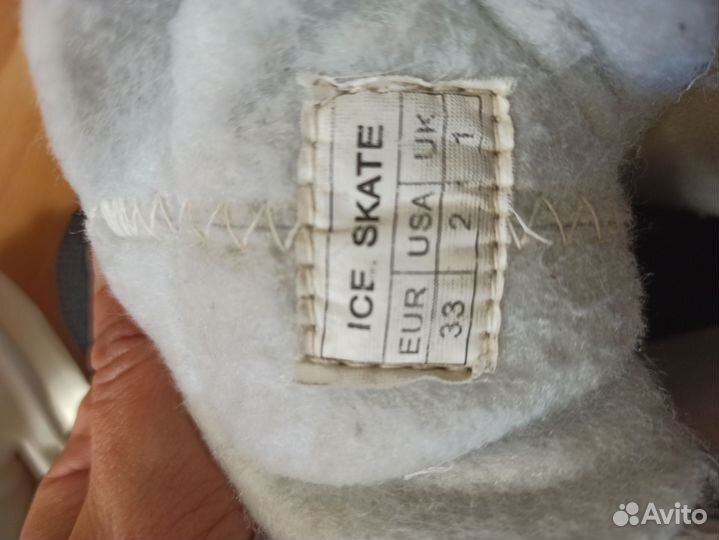 ICE SKATE
EUR USA UK
33 2 1
Avito